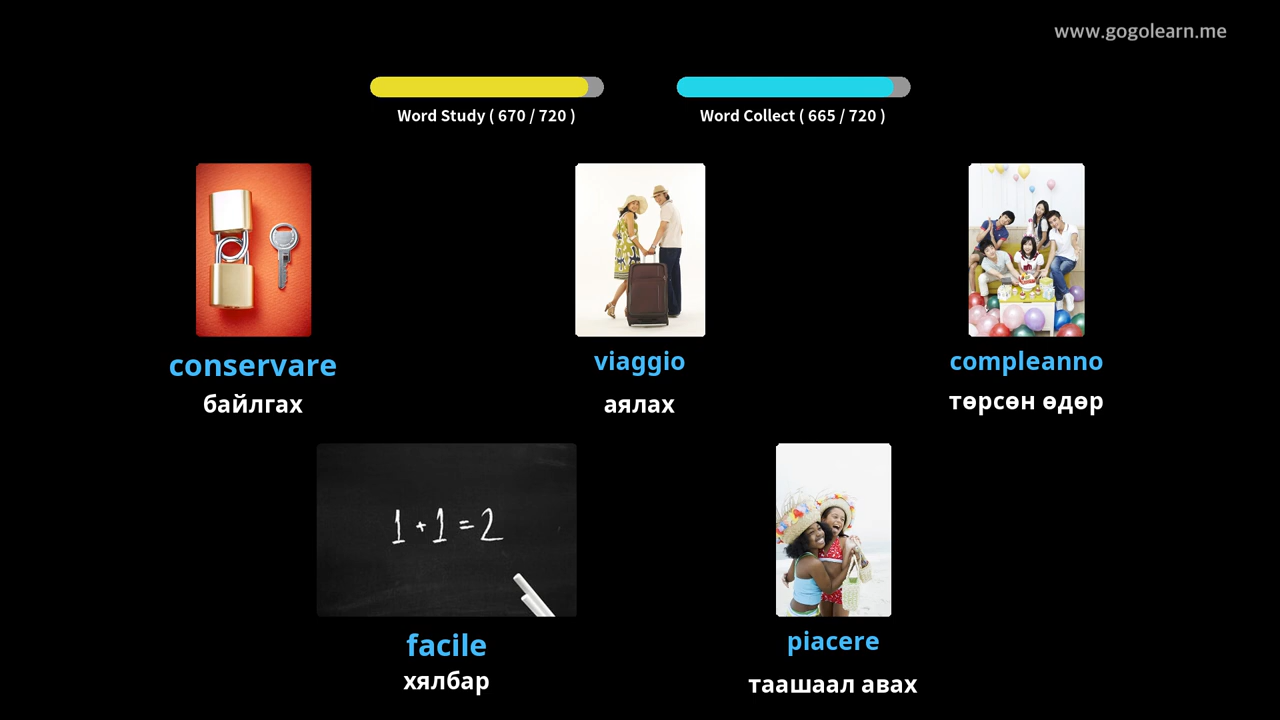 www.gogolearn.me
Word Study ( 670 / 720 )
Word Collect ( 665 / 720 )
conservare
байлгах
viaggio
аялах
compleanno
төрсөн өдөр
1 + 1 = 2
facile
хялбар
piacere
таашаал авах